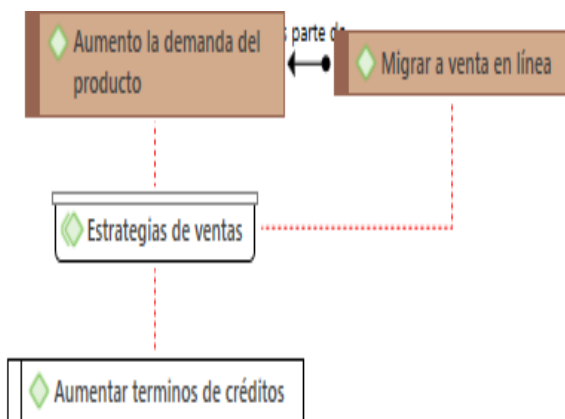 Aumento la demanda del
producto
parte de
Migrar a venta en línea
Estrategias de ventas
Aumentar terminos de créditos